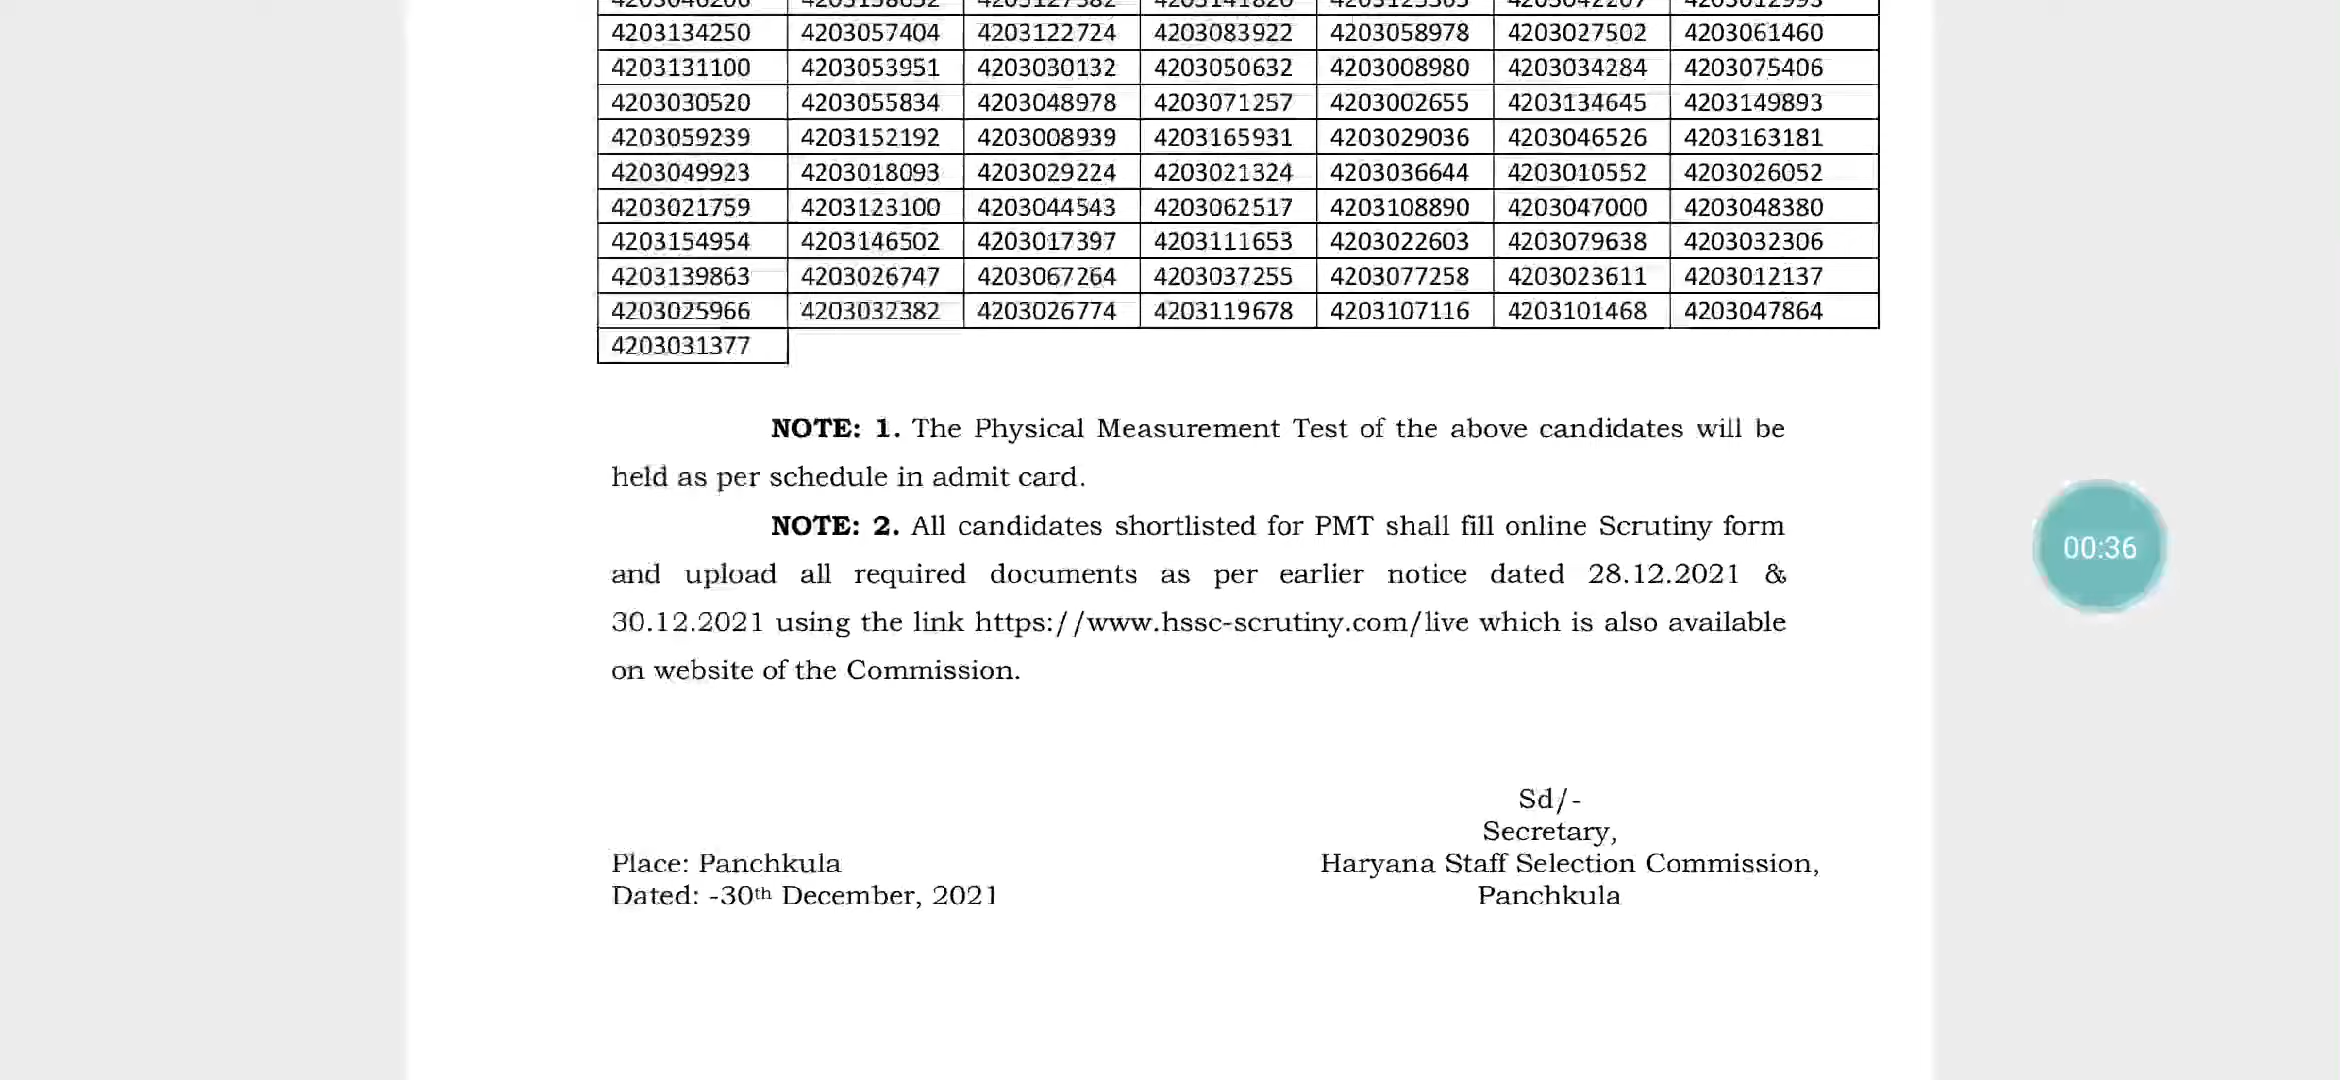 4203134250 4203057404 4203122724 4203083922 4203058978 4203027502 4203061460
4203131100 4203053951 4203030132 4203050632 4203008980 4203034284 4203075406
4203030520 4203055834 4203048978 4203071257 4203002655 4203134645 4203149893
4203059239 4203152192 4203008939 4203165931 4203029036 4203046526 4203163181
4203049923 4203018093 4203029224 4203021324 4203036644 4203010552 4203026052
4203021759 4203123100 4203044543 4203062517 4203108890 4203047000 4203048380
4203154954 4203146502 4203017397 4203111653 4203022603 4203079638 4203032306
4203139863 4203026747 4203067264 4203037255 4203077258 4203023611 4203012137
4203025966 4203032382 4203026774 4203119678 4203107116 4203101468 4203047864
4203031377
NOTE: 1. The Physical Measurement Test of the above candidates will be
held as per schedule in admit card.
NOTE: 2. All candidates shortlisted for PMT shall fill online Scrutiny form
and upload all required documents as per earlier notice dated 28.12.2021 &
30.12.2021 using the link https://www.hssc-scrutiny.com/live which is also available
on website of the Commission.
00:36
Sd/-
Secretary,
Place: Panchkula Haryana Staff Selection Commission,
Dated: -30th December, 2021 Panchkula